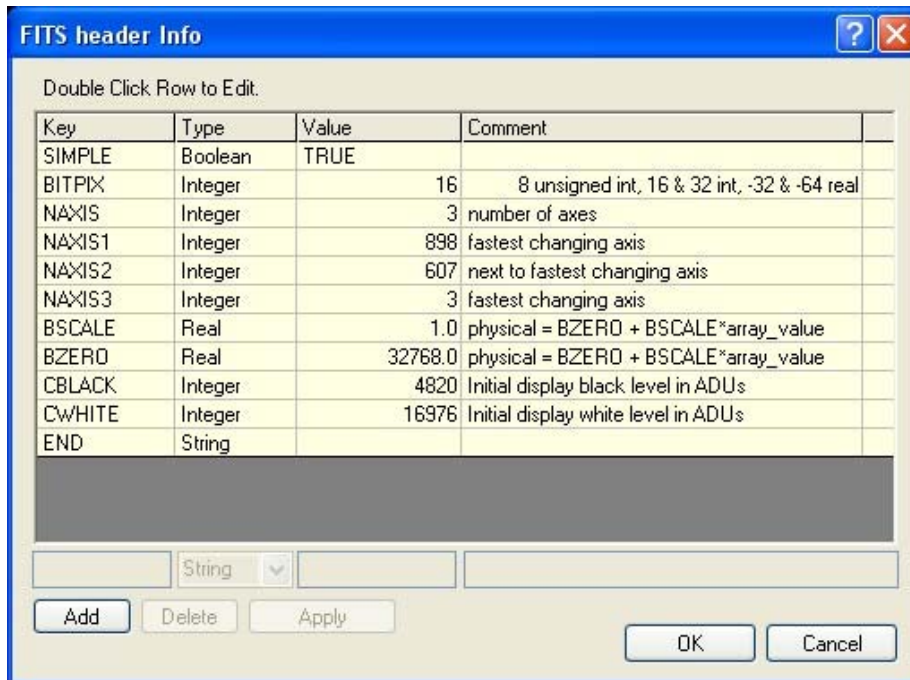 FITS header Info
Double Click Row to Edit.
Key Type Value Comment
SIMPLE Boolean TRUE
BITPIX Integer 16 8 unsigned int, 16 & 32 int, -32 & -64 real
NAXIS Integer 3 number of axes
NAXIS1 Integer 898 fastest changing axis
NAXIS2 Integer 607 next to fastest changing axis
NAXIS3 Integer 3 fastest changing axis
BSCALE Real 1.0 physical = BZERO + BSCALE*array_value
BZERO Real 32768.0 physical = BZERO + BSCALE*array_value
CBLACK Integer 4820 Initial display black level in ADUs
CWHITE Integer 16976 Initial display white level in ADUs
END String
String
Add Delete Apply
OK Cancel